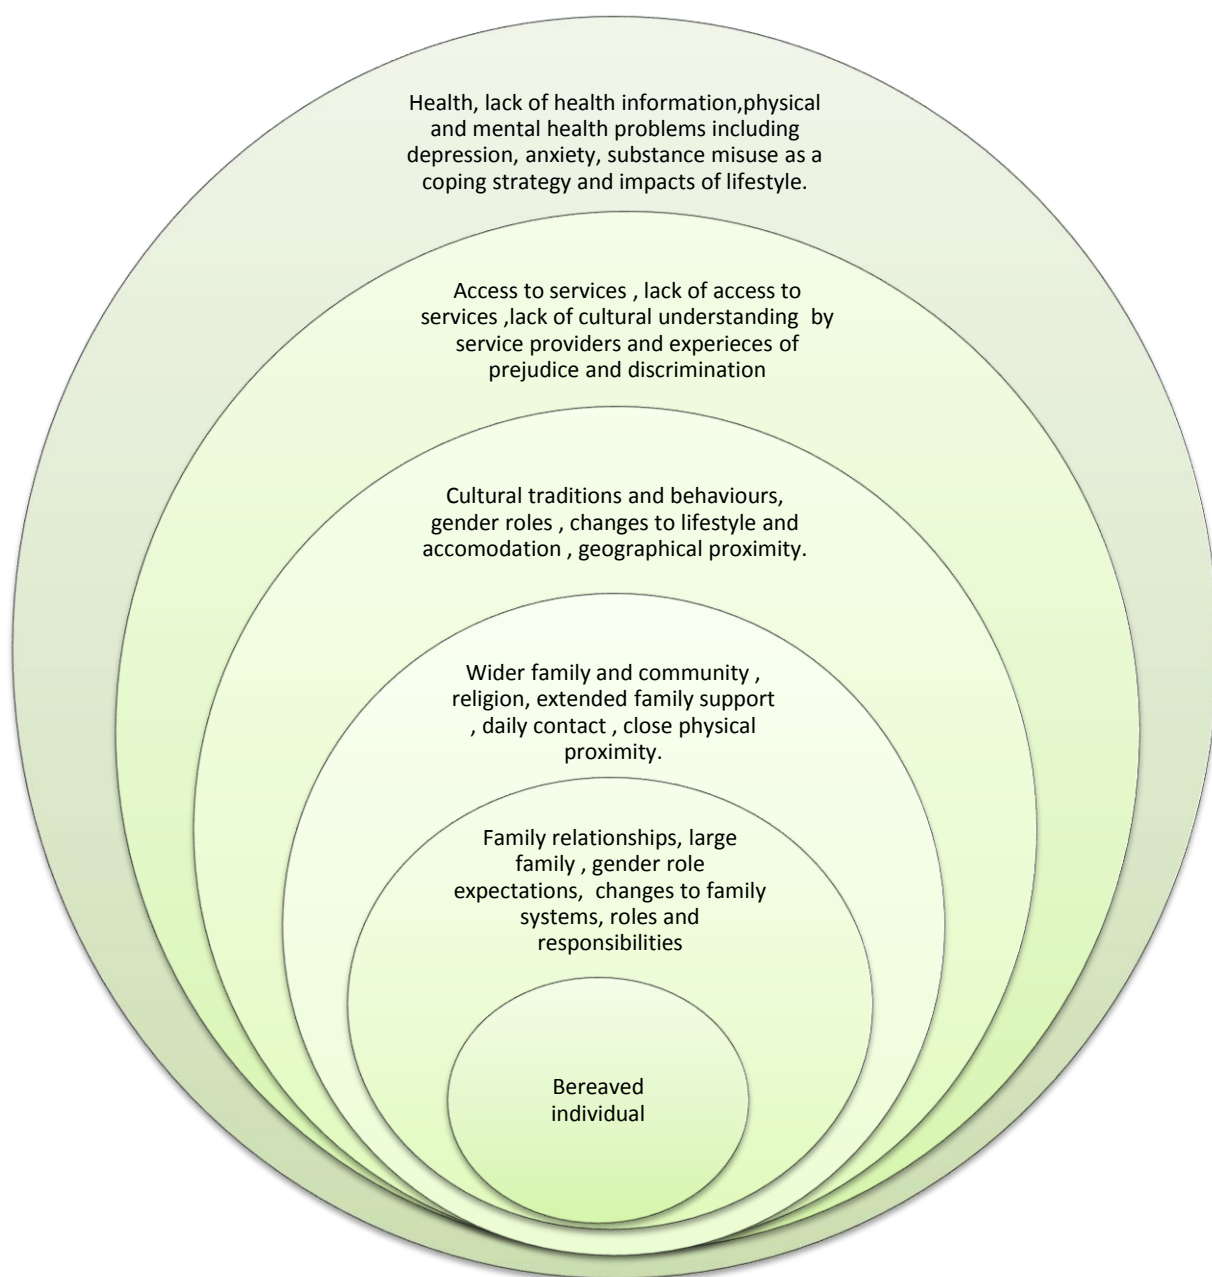 Health, lack of health information,physical
and mental health problems including
depression, anxiety, substance misuse as a
coping strategy and impacts of lifestyle.
Access to services , lack of access to
services ,lack of cultural understanding  by
service providers and experieces of
prejudice and discrimination
Cultural traditions and behaviours,
gender roles , changes to lifestyle and
accomodation , geographical proximity.
Wider family and community ,
religion, extended family support
, daily contact , close physical
proximity.
Family relationships, large
family , gender role
expectations,  changes to family
systems, roles and
responsibilities
Bereaved
individual